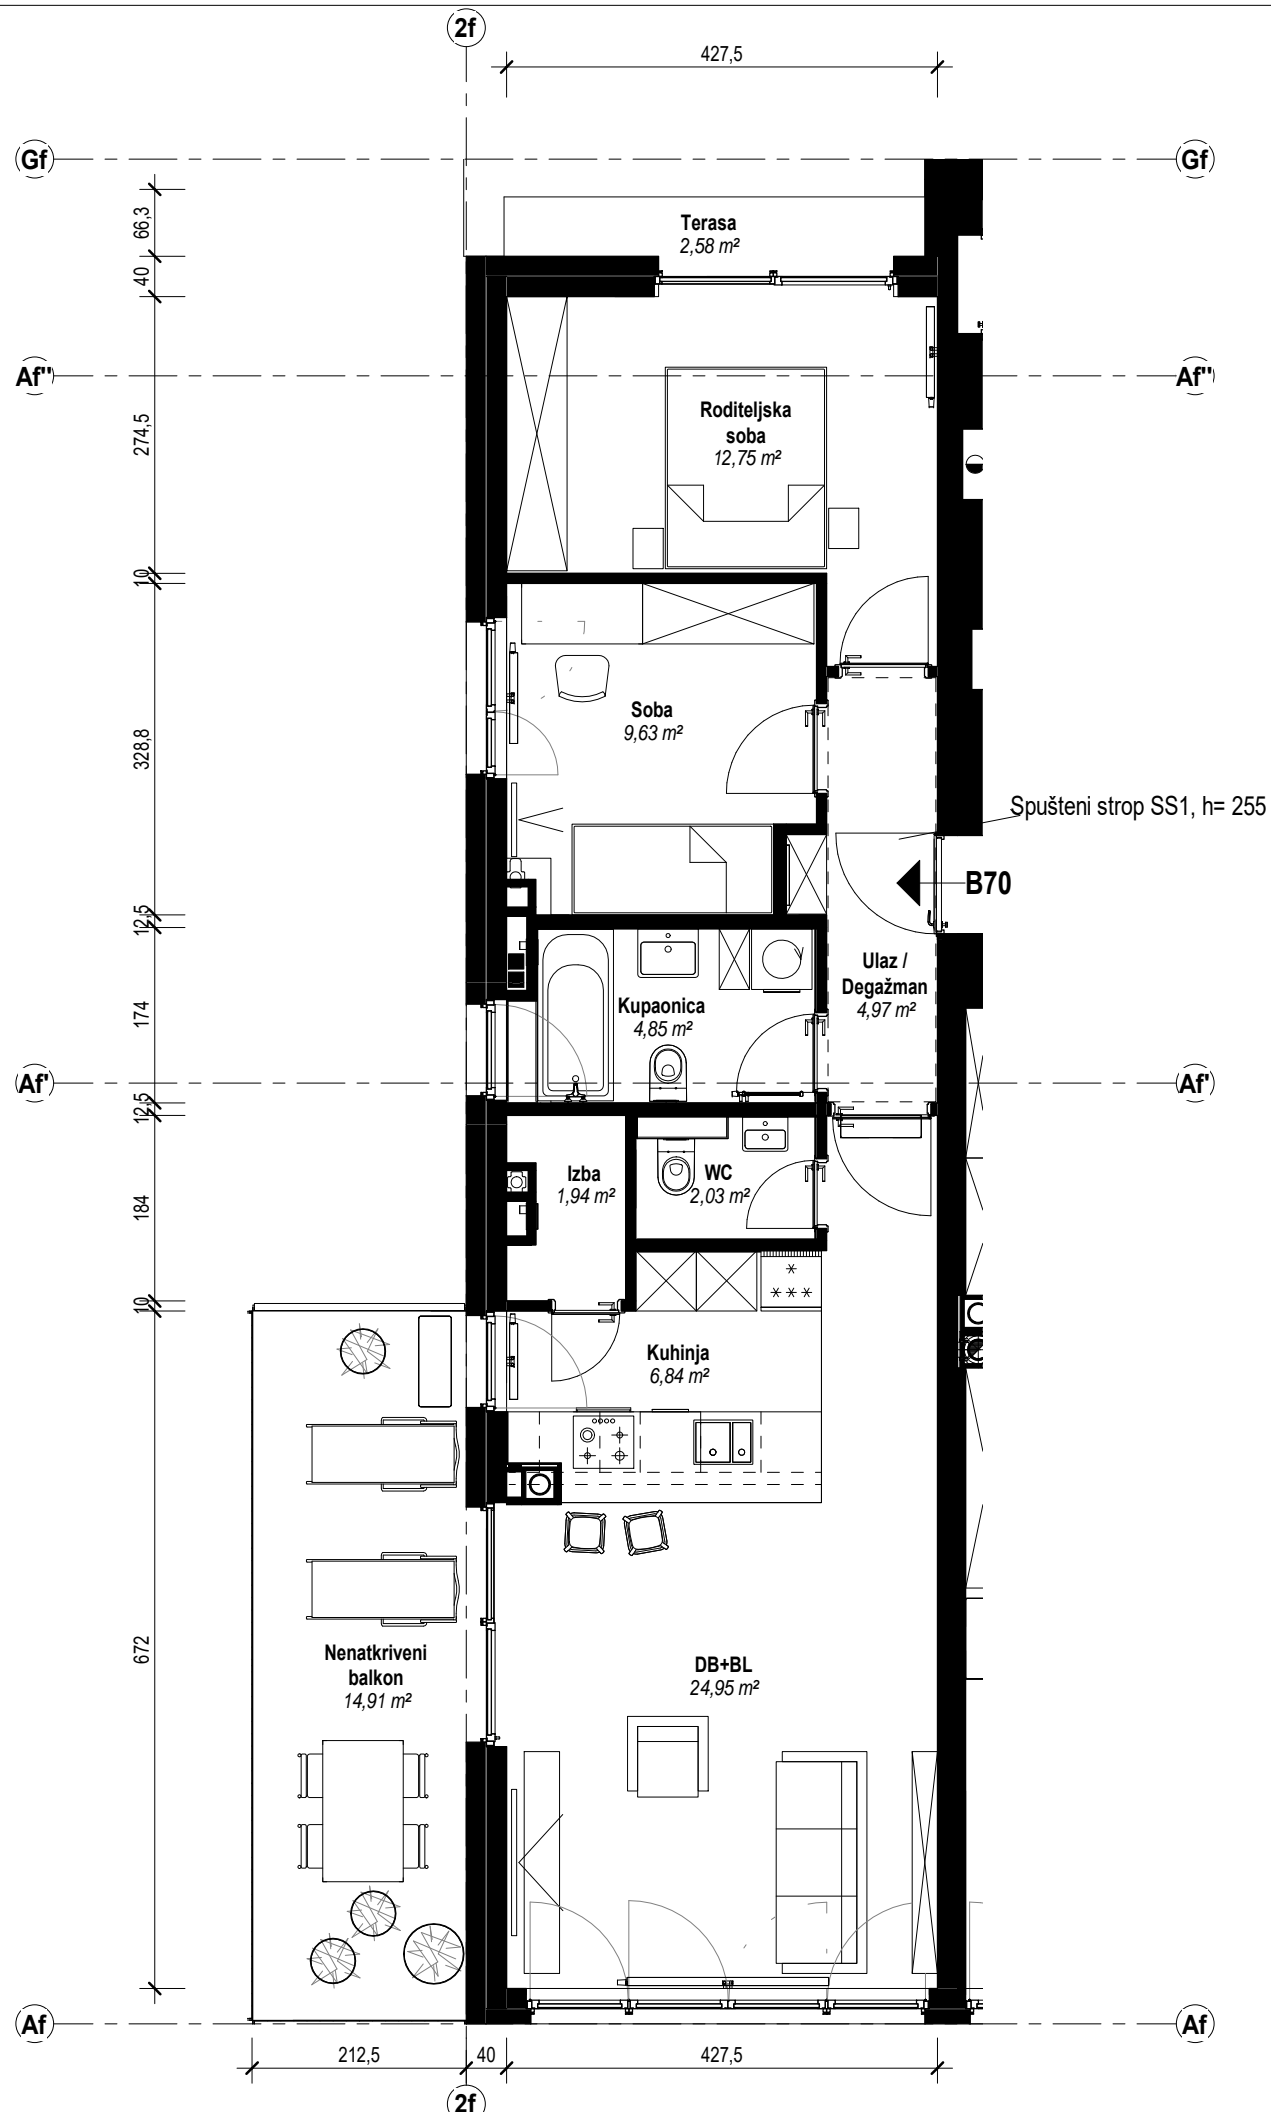 2f
427,5
Gf
Gf
66,3
Terasa
2,58 m²
40
Af''
Af''
274,5
Roditeljska
soba
12,75 m²
10
328,8
Soba
9,63 m²
Spušteni strop SS1, h= 255
B70
12,5
174
Kupaonica
4,85 m²
Ulaz /
Degažman
4,97 m²
Af'
Af'
12,5
184
Izba
1,94 m²
WC
2,03 m²
10
Kuhinja
6,84 m²
672
Nenatkriveni
balkon
14,91 m²
DB+BL
24,95 m²
Af
Af
212,5
40
427,5
2f